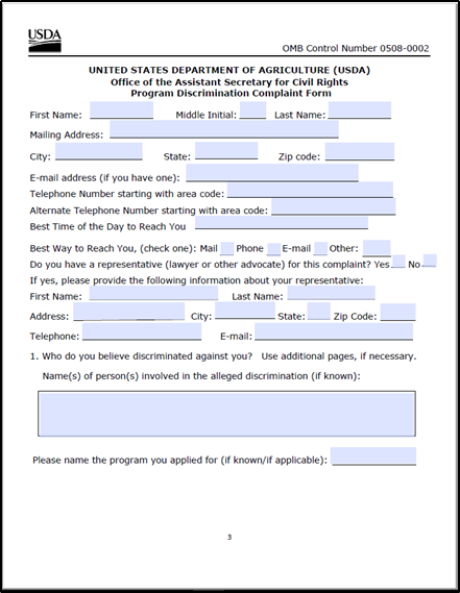 USDA
OMB Control Number 0508-0002
UNITED STATES DEPARTMENT OF AGRICULTURE (USDA)
Office of the Assistant Secretary for Civil Rights
Program Discrimination Complaint Form
First Name: Middle Initial: Last Name:
Mailing Address:
City: State: Zip code:
E-mail address (if you have one):
Telephone Number starting with area code:
Alternate Telephone Number starting with area code:
Best Time of the Day to Reach You
Best Way to Reach You, (check one): Mail Phone E-mail Other:
Do you have a representative (lawyer or other advocate) for this complaint? Yes No
If yes, please provide the following information about your representative:
First Name: Last Name:
Address: City: State: Zip Code:
Telephone: E-mail:
1. Who do you believe discriminated against you? Use additional pages, if necessary.
Name(s) of person(s) involved in the alleged discrimination (if known):
Please name the program you applied for (if known/if applicable):
3